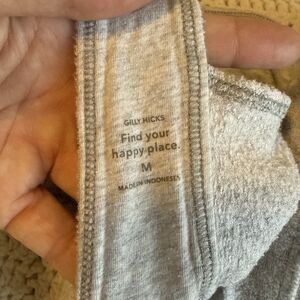 GILLY HICKS
Find your
happy place.
M
MADE IN INDONESIA